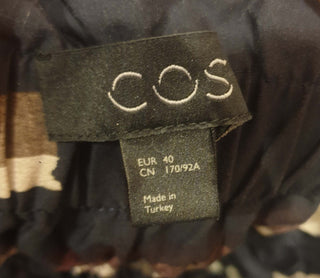 COS
EUR 40
CN 170/92A
Made in
Turkey